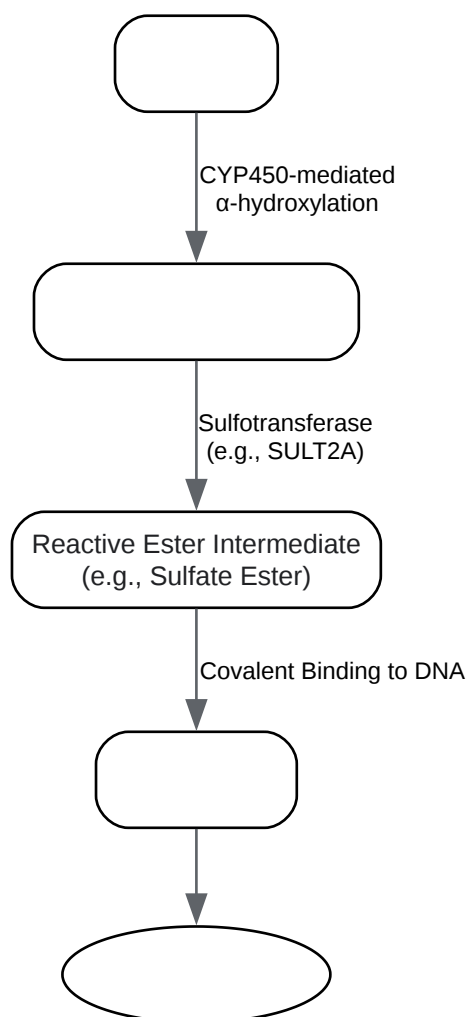 CYP450-mediated
α-hydroxylation
Sulfotransferase
(e.g., SULT2A)
Reactive Ester Intermediate
(e.g., Sulfate Ester)
Covalent Binding to DNA